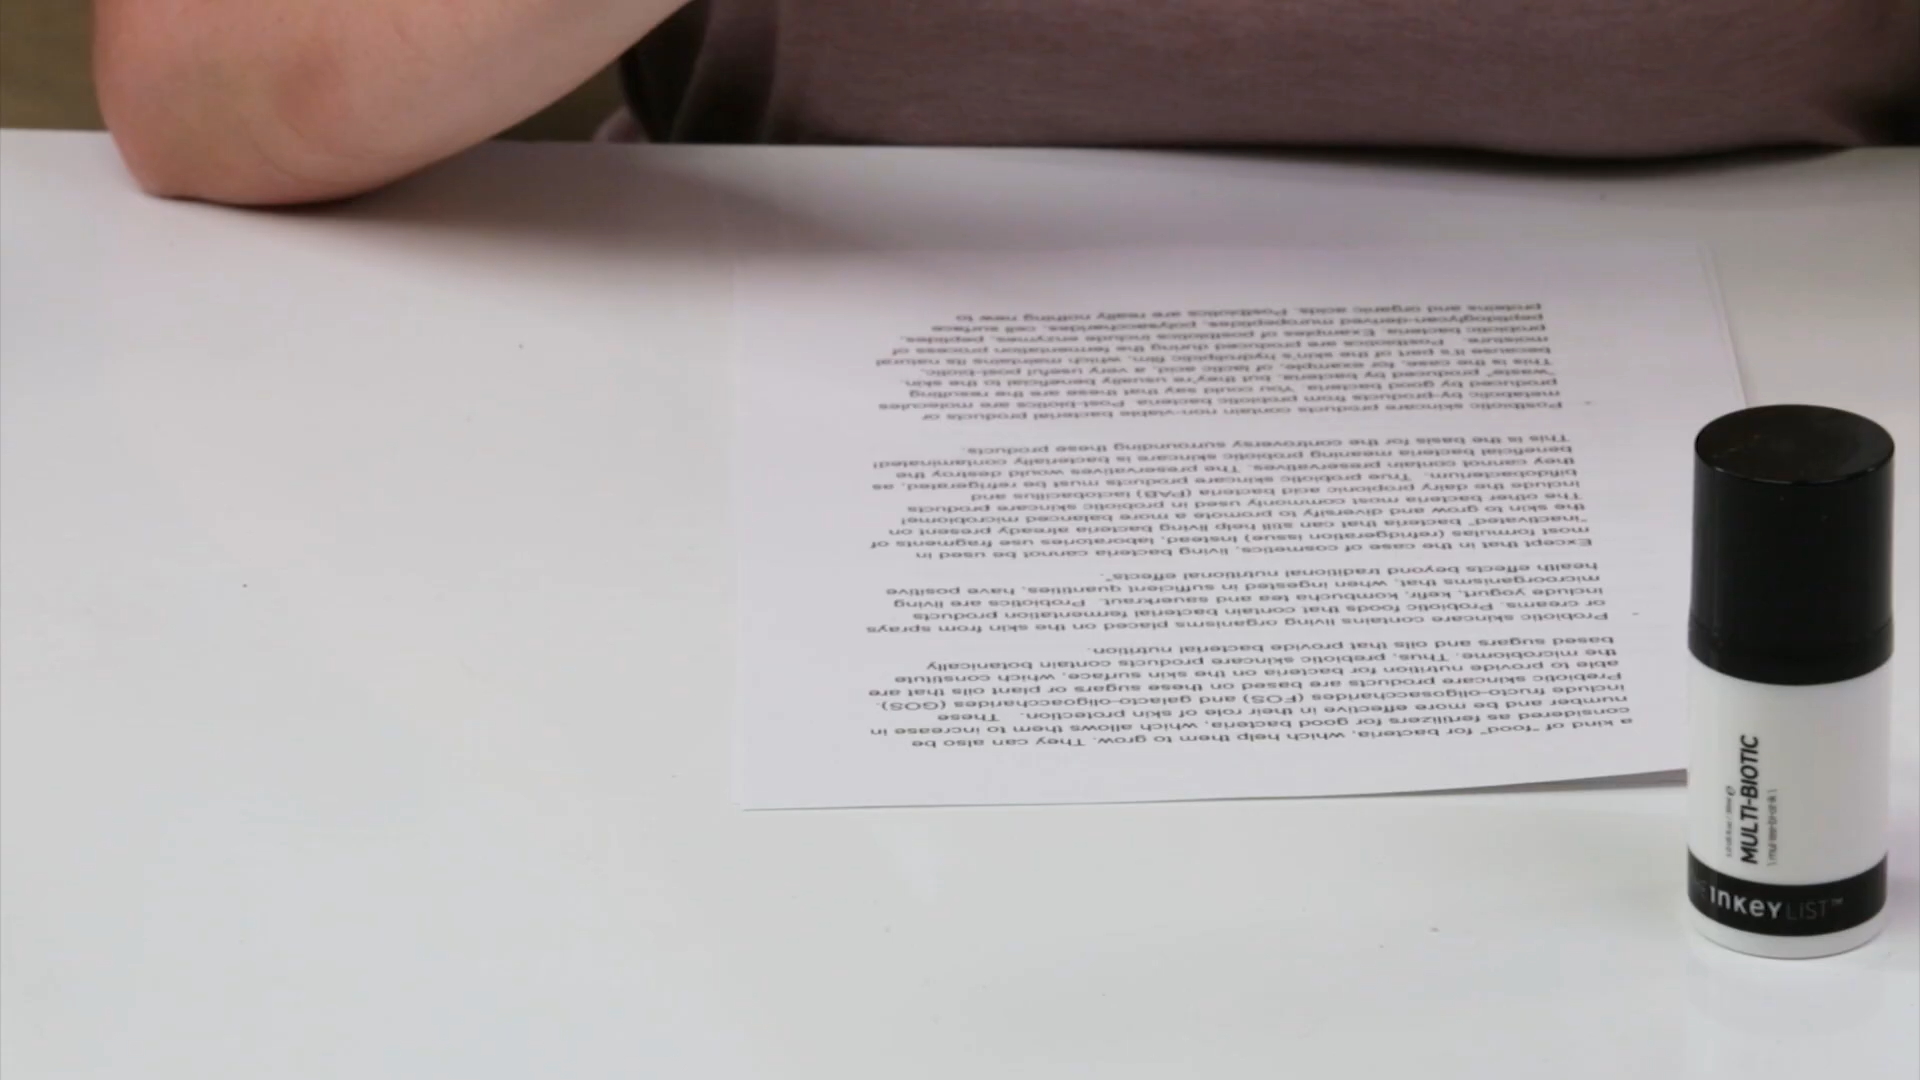 a kind of "food" for bacteria, which help them to grow. They can also be
considered as fertilizers for good bacteria, which allows them to increase in
number and be more effective in their role of skin protection. These
include fructo-oligosaccharides (FOS) and galacto-oligosaccharides (GOS).
Prebiotic skincare products are based on these sugars or plant oils that are
able to provide nutrition for bacteria on the skin surface, which constitute
the microbiome. Thus, prebiotic skincare products contain botanically
based sugars and oils that provide bacterial nutrition.
Probiotic skincare contains living organisms placed on the skin from sprays
or creams. Probiotic foods that contain bacterial fermentation products
include yogurt, kefir, kombucha tea and sauerkraut. Probiotics are living
microorganisms that, when ingested in sufficient quantities, have positive
health effects beyond traditional nutritional effects".
Except that in the case of cosmetics, living bacteria cannot be used in
most formulas (refrigeration issue) Instead, laboratories use fragments of
"inactivated" bacteria that can still help living bacteria already present on
the skin to grow and diversify to promote a more balanced microbiome!
The other bacteria most commonly used in probiotic skincare products
include the dairy propionic acid bacteria (PAB) lactobacillus and
bifidobacterium. True probiotic skincare products must be refrigerated, as
they cannot contain preservatives. The preservatives would destroy the
beneficial bacteria meaning probiotic skincare is bacterially contaminated!
This is the basis for the controversy surrounding these products.
Postbiotic skincare products contain non-viable bacterial products or
metabolic by-products from probiotic bacteria. Post-biotics are molecules
produced by good bacteria. You could say that these are the resulting
"waste" produced by bacteria, but they're usually beneficial to the skin.
This is the case, for example, of lactic acid, a very useful post-biotic,
because it's part of the skin's hydrolipidic film, which maintains its natural
moisture. Postbiotics are produced during the fermentation process of
probiotic bacteria. Examples of postbiotics include enzymes, peptides,
peptidoglycan-derived muropeptides, polysaccharides, cell surface
proteins and organic acids. Postbiotics are really nothing new to
MULTI-BIOTIC
INKEY LIST™